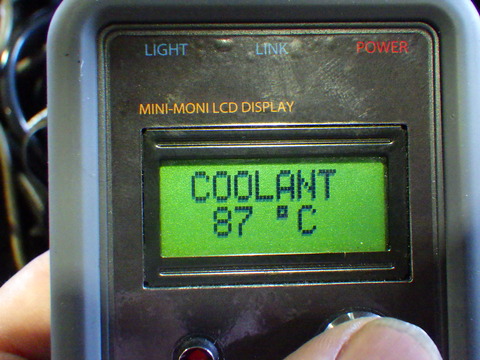 LIGHT LINK POWER
MINI-MONI LCD DISPLAY
COOLANT
87 °C